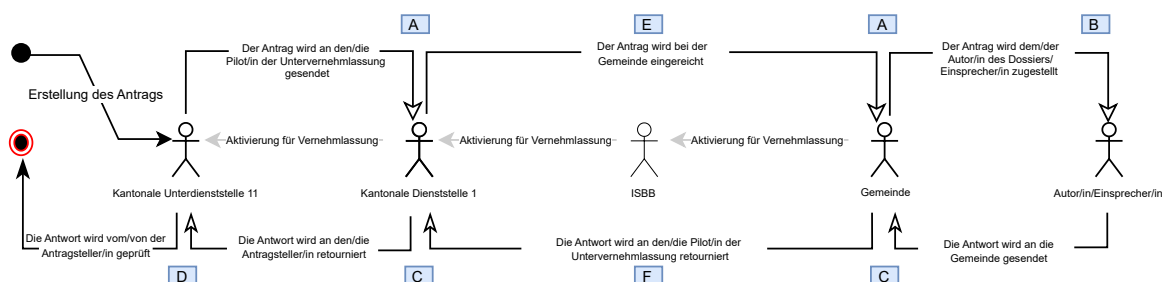 A
E
A
B
Der Antrag wird an den/die
Pilot/in der Untervernehmlassung
gesendet
Der Antrag wird bei der
Gemeinde eingereicht
Der Antrag wird dem/der
Autor/in des Dossiers/
Einsprecher/in zugestellt
Erstellung des Antrags
Aktivierung für Vernehmlassung
Aktivierung für Vernehmlassung
Aktivierung für Vernehmlassung
Kantonale Unterdienststelle 11
Kantonale Dienststelle 1
ISBB
Gemeinde
Autor/in/Einsprecher/in
Die Antwort wird vom/von der
Antragsteller/in geprüft
Die Antwort wird an den/die
Antragsteller/in retourniert
Die Antwort wird an den/die Pilot/in der
Untervernehmlassung retourniert
Die Antwort wird an die
Gemeinde gesendet
D
C
F
C